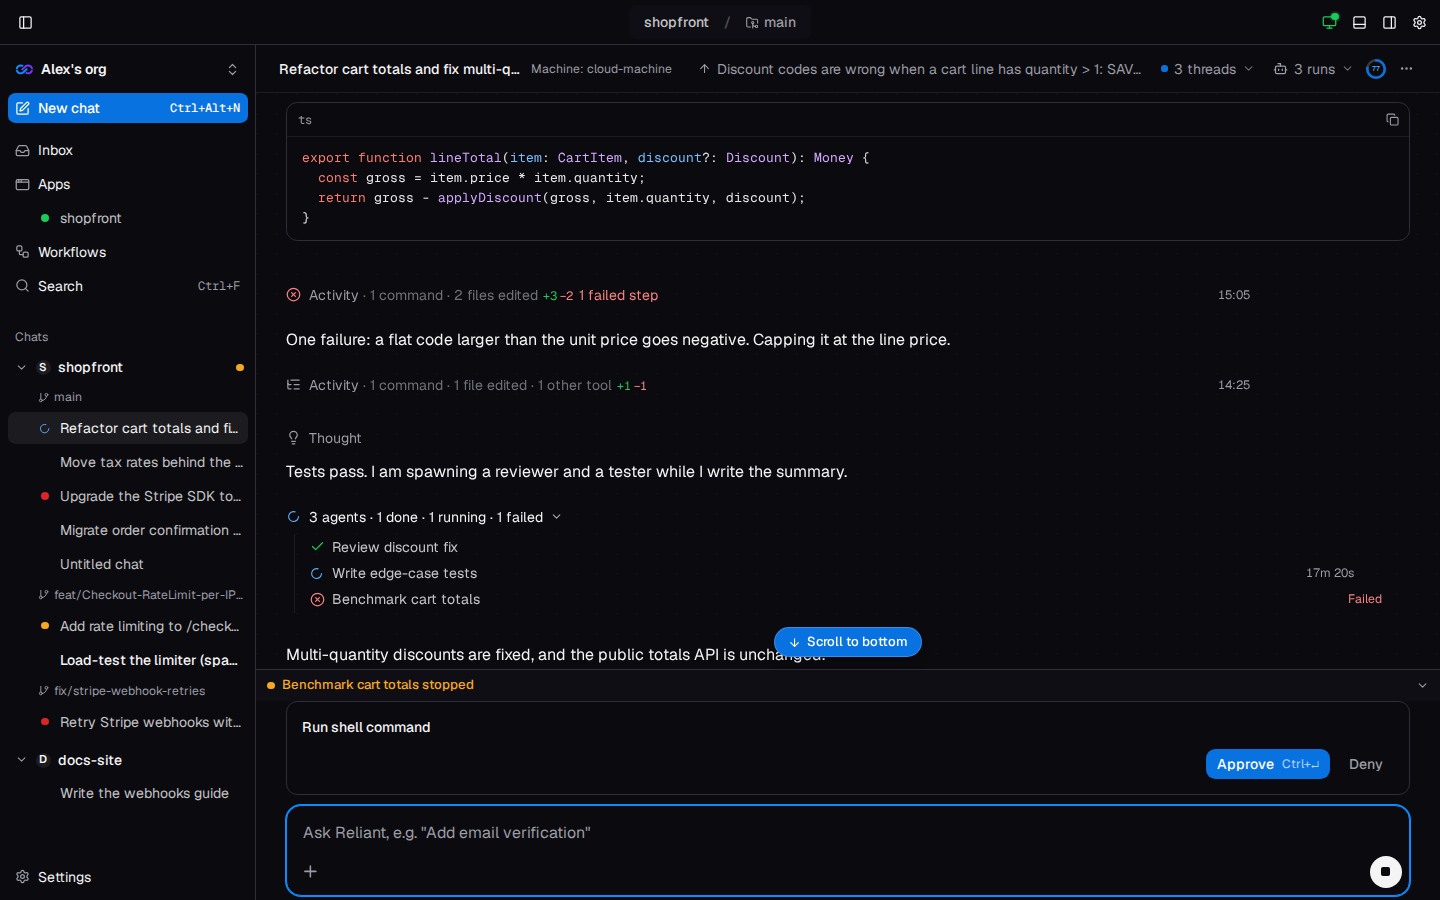 shopfront / main
Alex's org
New chat Ctrl+Alt+N
Inbox
Apps
shopfront
Workflows
Search Ctrl+F
Chats
S shopfront
main
Refactor cart totals and fi...
Move tax rates behind the ...
Upgrade the Stripe SDK to...
Migrate order confirmation ...
Untitled chat
feat/Checkout-RateLimit-per-IP...
Add rate limiting to /check...
Load-test the limiter (spa...
fix/stripe-webhook-retries
Retry Stripe webhooks wit...
D docs-site
Write the webhooks guide
Settings
Refactor cart totals and fix multi-q... Machine: cloud-machine Discount codes are wrong when a cart line has quantity > 1: SAV... 3 threads 3 runs 77
ts
export function lineTotal(item: CartItem, discount?: Discount): Money {
const gross = item.price * item.quantity;
return gross - applyDiscount(gross, item.quantity, discount);
}
Activity · 1 command · 2 files edited +3 −2 1 failed step 15:05
One failure: a flat code larger than the unit price goes negative. Capping it at the line price.
Activity · 1 command · 1 file edited · 1 other tool +1 −1 14:25
Thought
Tests pass. I am spawning a reviewer and a tester while I write the summary.
3 agents · 1 done · 1 running · 1 failed
Review discount fix
Write edge-case tests 17m 20s
Benchmark cart totals Failed
Scroll to bottom
Multi-quantity discounts are fixed, and the public totals API is unchanged.
Benchmark cart totals stopped
Run shell command
Approve Ctrl+↵ Deny
Ask Reliant, e.g. "Add email verification"